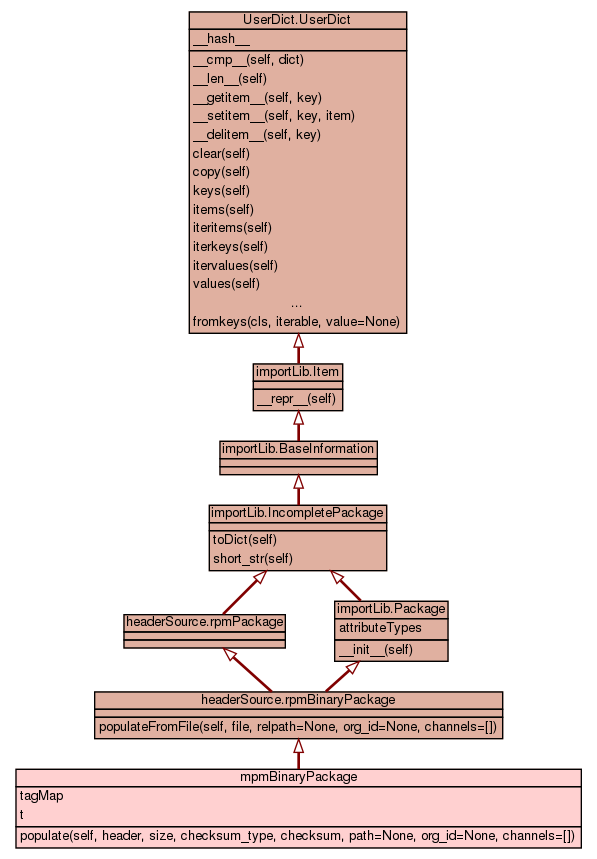 UserDict.UserDict
__hash__
__cmp__(self, dict)
__len__(self)
__getitem__(self, key)
__setitem__(self, key, item)
__delitem__(self, key)
clear(self)
copy(self)
keys(self)
items(self)
iteritems(self)
iterkeys(self)
itervalues(self)
values(self)
...
fromkeys(cls, iterable, value=None)
importLib.Item
__repr__(self)
importLib.BaseInformation
importLib.IncompletePackage
toDict(self)
short_str(self)
headerSource.rpmPackage
importLib.Package
attributeTypes
__init__(self)
headerSource.rpmBinaryPackage
populateFromFile(self, file, relpath=None, org_id=None, channels=[])
mpmBinaryPackage
tagMap
t
populate(self, header, size, checksum_type, checksum, path=None, org_id=None, channels=[])